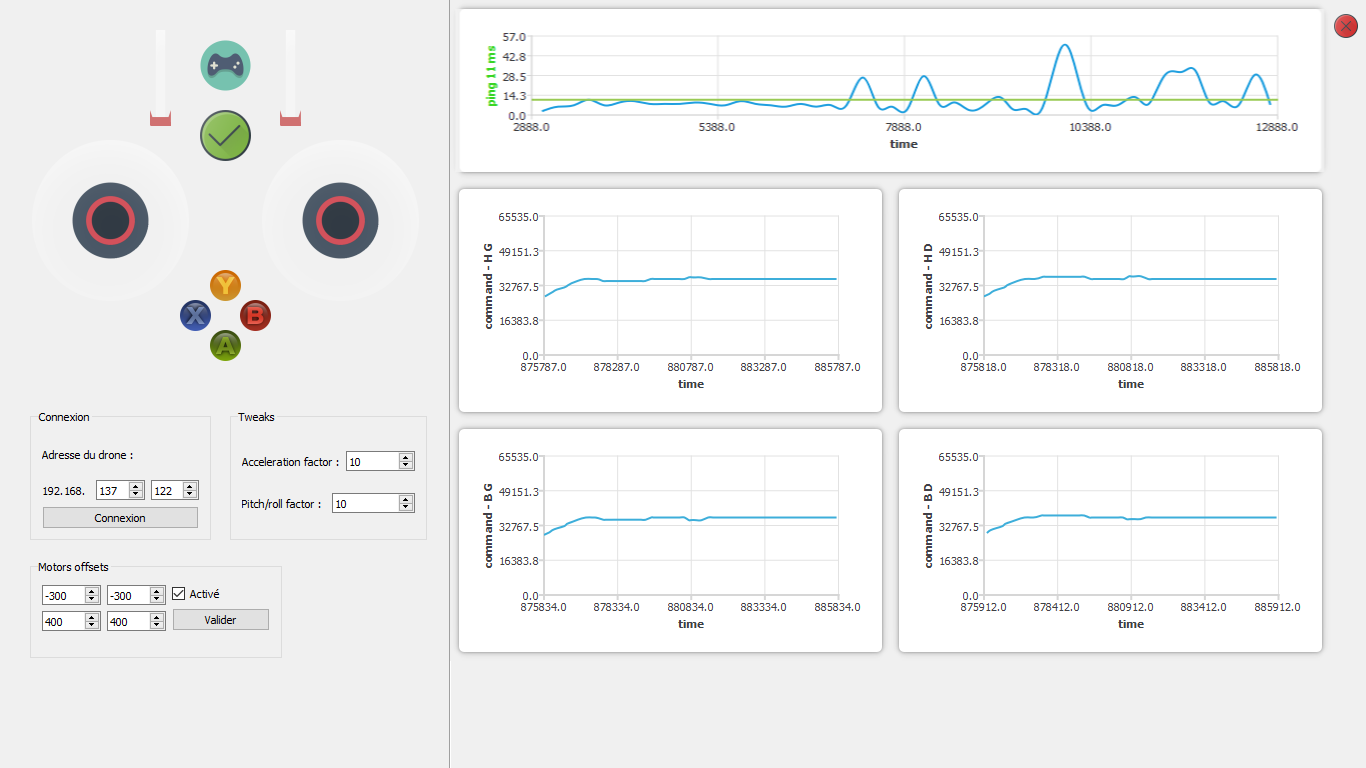 Y
X
B
A
Connexion
Adresse du drone :
192.168. 137 122
Connexion
Tweaks
Acceleration factor : 10
Pitch/roll factor : 10
Motors offsets
-300 -300 Activé
400 400 Valider
ping 11 ms
57.0
42.8
28.5
14.3
0.0
2888.0 5388.0 7888.0 10388.0 12888.0
time
command - H G
65535.0
49151.3
32767.5
16383.8
0.0
875787.0 878287.0 880787.0 883287.0 885787.0
time
command - H D
65535.0
49151.3
32767.5
16383.8
0.0
875818.0 878318.0 880818.0 883318.0 885818.0
time
command - B G
65535.0
49151.3
32767.5
16383.8
0.0
875834.0 878334.0 880834.0 883334.0 885834.0
time
command - B D
65535.0
49151.3
32767.5
16383.8
0.0
875912.0 878412.0 880912.0 883412.0 885912.0
time